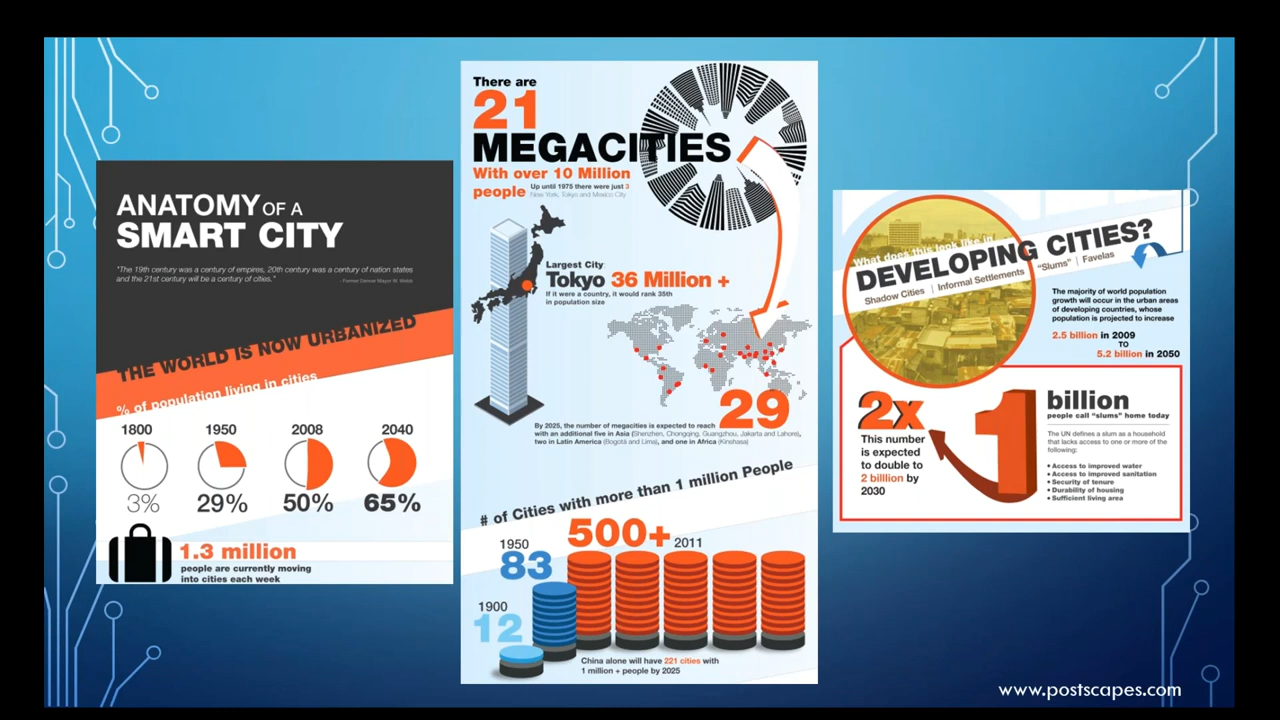 ANATOMY OF A
SMART CITY
"The 19th century was a century of empires, 20th century was a century of nation states
and the 21st century will be a century of cities."
- Former Denver Mayor W. Webb
THE WORLD IS NOW URBANIZED
% of population living in cities
1800 1950 2008 2040
3% 29% 50% 65%
1.3 million
people are currently moving
into cities each week
There are
21
MEGACITIES
With over 10 Million
people
Up until 1975 there were just 3
New York, Tokyo and Mexico City
Largest City:
Tokyo 36 Million +
If it were a country, it would rank 35th
in population size
29
By 2025, the number of megacities is expected to reach
with an additional five in Asia (Shenzhen, Chongqing, Guangzhou, Jakarta and Lahore),
two in Latin America (Bogotá and Lima), and one in Africa (Kinshasa)
# of Cities with more than 1 million People
500+ 2011
1950
83
1900
12
China alone will have 221 cities with
1 million + people by 2025
What does this look like in
DEVELOPING CITIES?
Shadow Cities | Informal Settlements | "Slums" | Favelas
The majority of world population
growth will occur in the urban areas
of developing countries, whose
population is projected to increase
2.5 billion in 2009
TO
5.2 billion in 2050
2x
This number
is expected
to double to
2 billlion by
2030
1 billion
people call "slums" home today
The UN defines a slum as a household
that lacks access to one or more of the
following:
• Access to improved water
• Access to improved sanitation
• Security of tenure
• Durability of housing
• Sufficient living area
www.postscapes.com